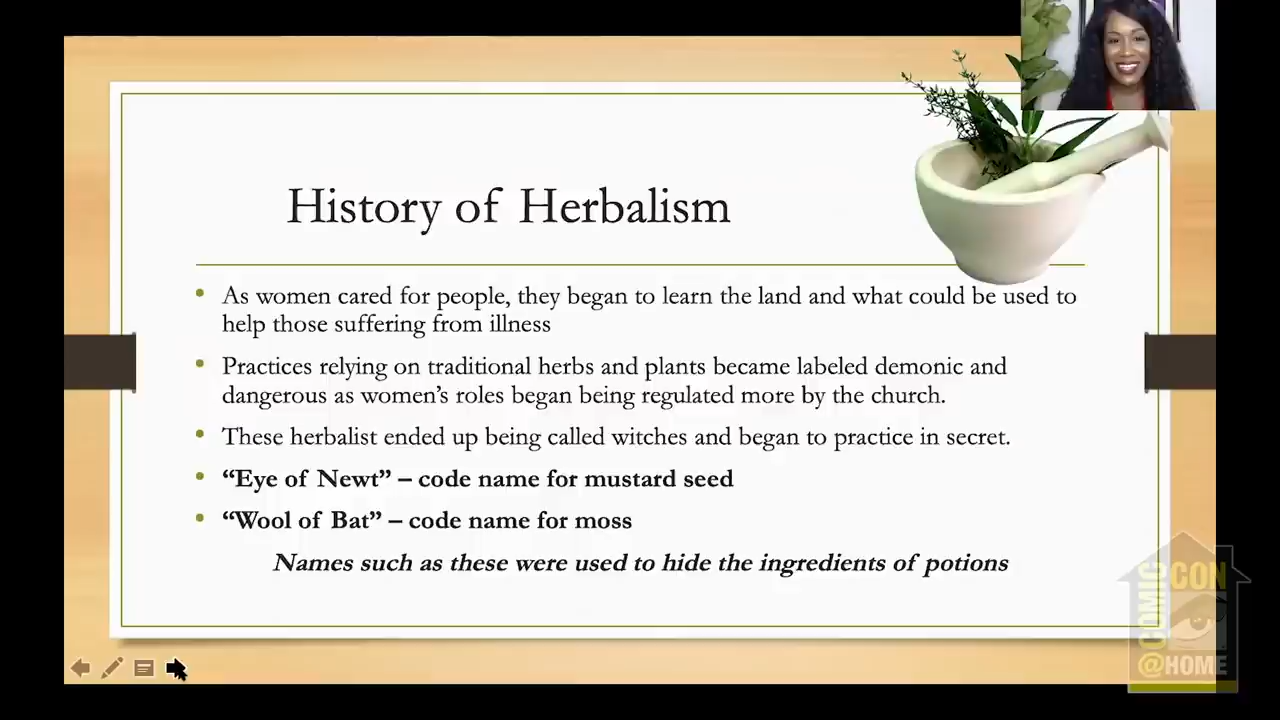 History of Herbalism
• As women cared for people, they began to learn the land and what could be used to
help those suffering from illness
• Practices relying on traditional herbs and plants became labeled demonic and
dangerous as women’s roles began being regulated more by the church.
• These herbalist ended up being called witches and began to practice in secret.
• “Eye of Newt” – code name for mustard seed
• “Wool of Bat” – code name for moss
Names such as these were used to hide the ingredients of potions
COMIC
CON
@HOME